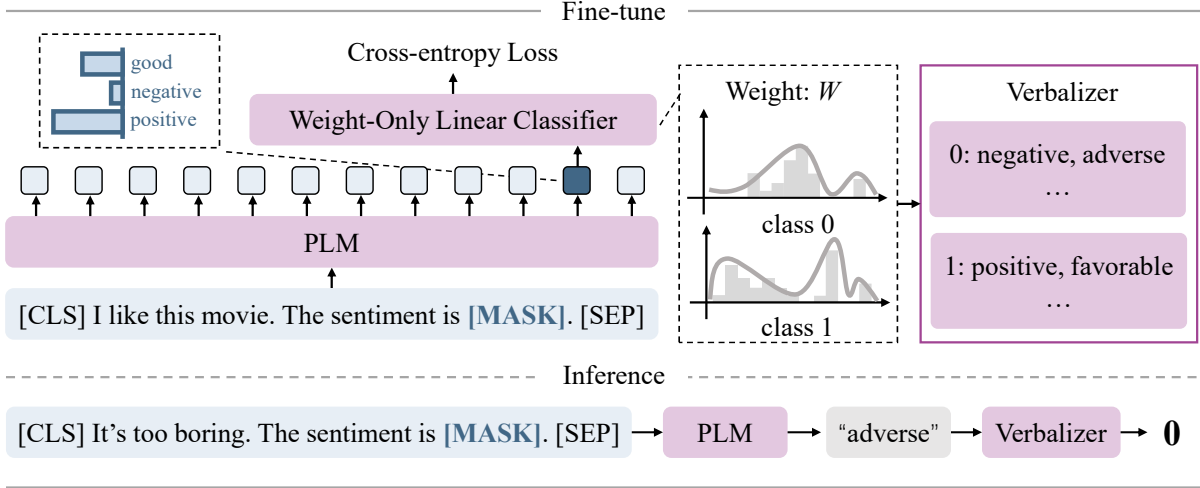 Fine-tune
good
negative
positive
Cross-entropy Loss
Weight-Only Linear Classifier
PLM
[CLS] I like this movie. The sentiment is [MASK]. [SEP]
Weight: W
class 0
class 1
Verbalizer
0: negative, adverse
…
1: positive, favorable
…
Inference
[CLS] It’s too boring. The sentiment is [MASK]. [SEP]
PLM
“adverse”
Verbalizer
0